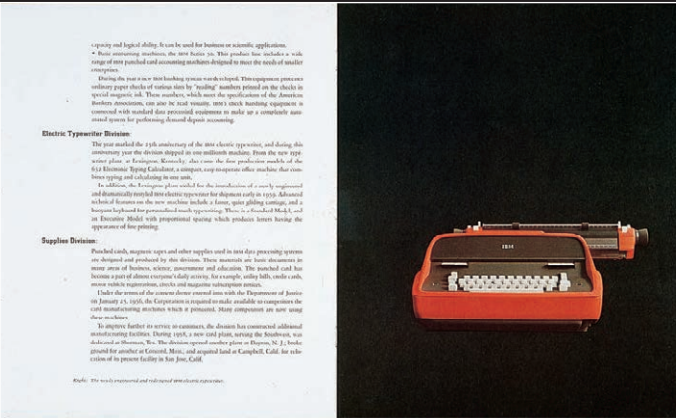 capacity and logical ability. It can be used for business or scientific applications.
• Basic accounting machines, the IBM Series 50. This product line includes a wide
range of IBM punched card accounting machines designed to meet the needs of smaller
enterprises.
During the year a new IBM banking system was developed. This equipment processes
ordinary paper checks of various sizes by "reading" numbers printed on the checks in
special magnetic ink. These numbers, which meet the specifications of the American
Bankers Association, can also be read visually. IBM's check handling equipment is
connected with standard data processing equipment to make up a completely auto-
mated system for performing demand deposit accounting.
Electric Typewriter Division:
The year marked the 25th anniversary of the IBM electric typewriter, and during this
anniversary year the division shipped its one-millionth machine. From the new type-
writer plant at Lexington, Kentucky, also came the first production models of the
632 Electronic Typing Calculator, a compact, easy-to-operate office machine that com-
bines typing and calculating in one unit.
In addition, the Lexington plant tooled for the introduction of a newly engineered
and dramatically restyled IBM electric typewriter for shipment early in 1959. Advanced
technical features on the new machine include a faster, quiet gliding carriage, and a
buoyant keyboard for personalized touch typewriting. There is a Standard Model, and
an Executive Model with proportional spacing which produces letters having the
appearance of fine printing.
Supplies Division:
Punched cards, magnetic tapes and other supplies used in IBM data processing systems
are designed and produced by this division. These materials are basic documents in
many areas of business, science, government and education. The punched card has
become a part of almost everyone's daily activity, for example, utility bills, credit cards,
motor vehicle registrations, checks and magazine subscription notices.
Under the terms of the consent decree entered into with the Department of Justice
on January 25, 1956, the Corporation is required to make available to competitors the
card manufacturing machines which it pioneered. Many competitors are now using
these machines.
To improve further its service to customers, the division has constructed additional
manufacturing facilities. During 1958, a new card plant, serving the Southwest, was
dedicated at Sherman, Tex. The division opened another plant at Dayton, N. J., broke
ground for another at Concord, Mass., and acquired land at Campbell, Calif. for relo-
cation of its present facility in San Jose, Calif.
Right: The newly engineered and redesigned IBM electric typewriter.
IBM